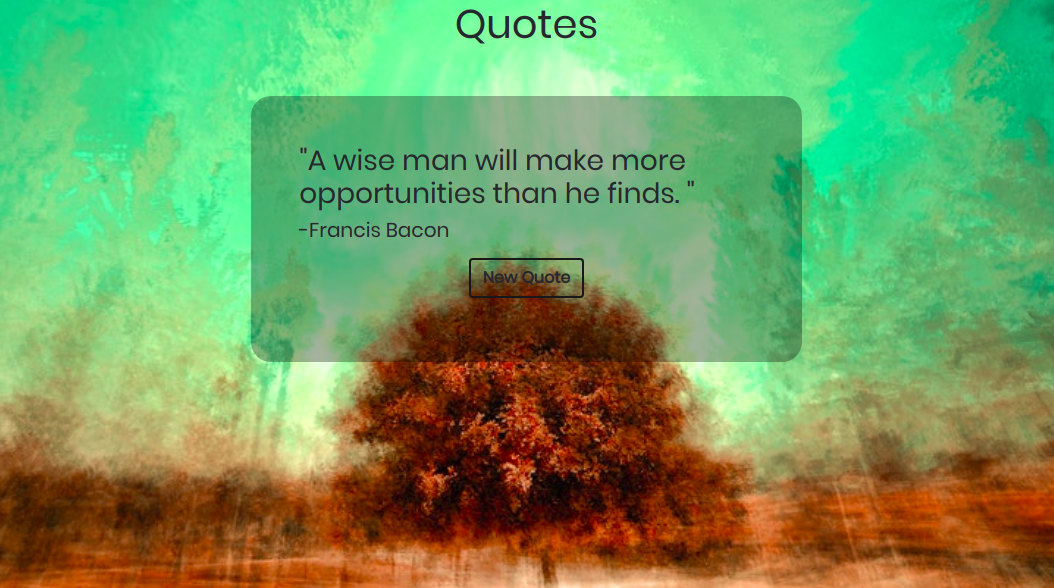 Quotes
"A wise man will make more
opportunities than he finds. "
-Francis Bacon
New Quote